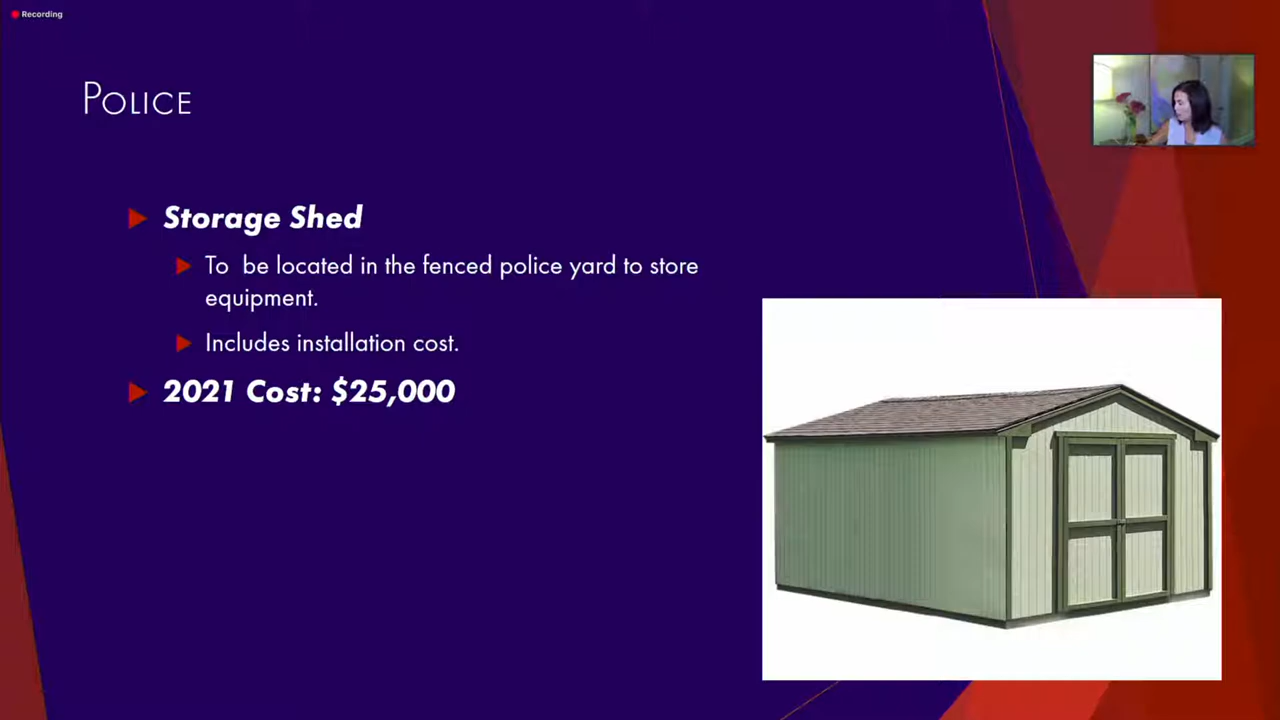 Recording
Police
Storage Shed
To  be located in the fenced police yard to store
equipment.
Includes installation cost.
2021 Cost: $25,000